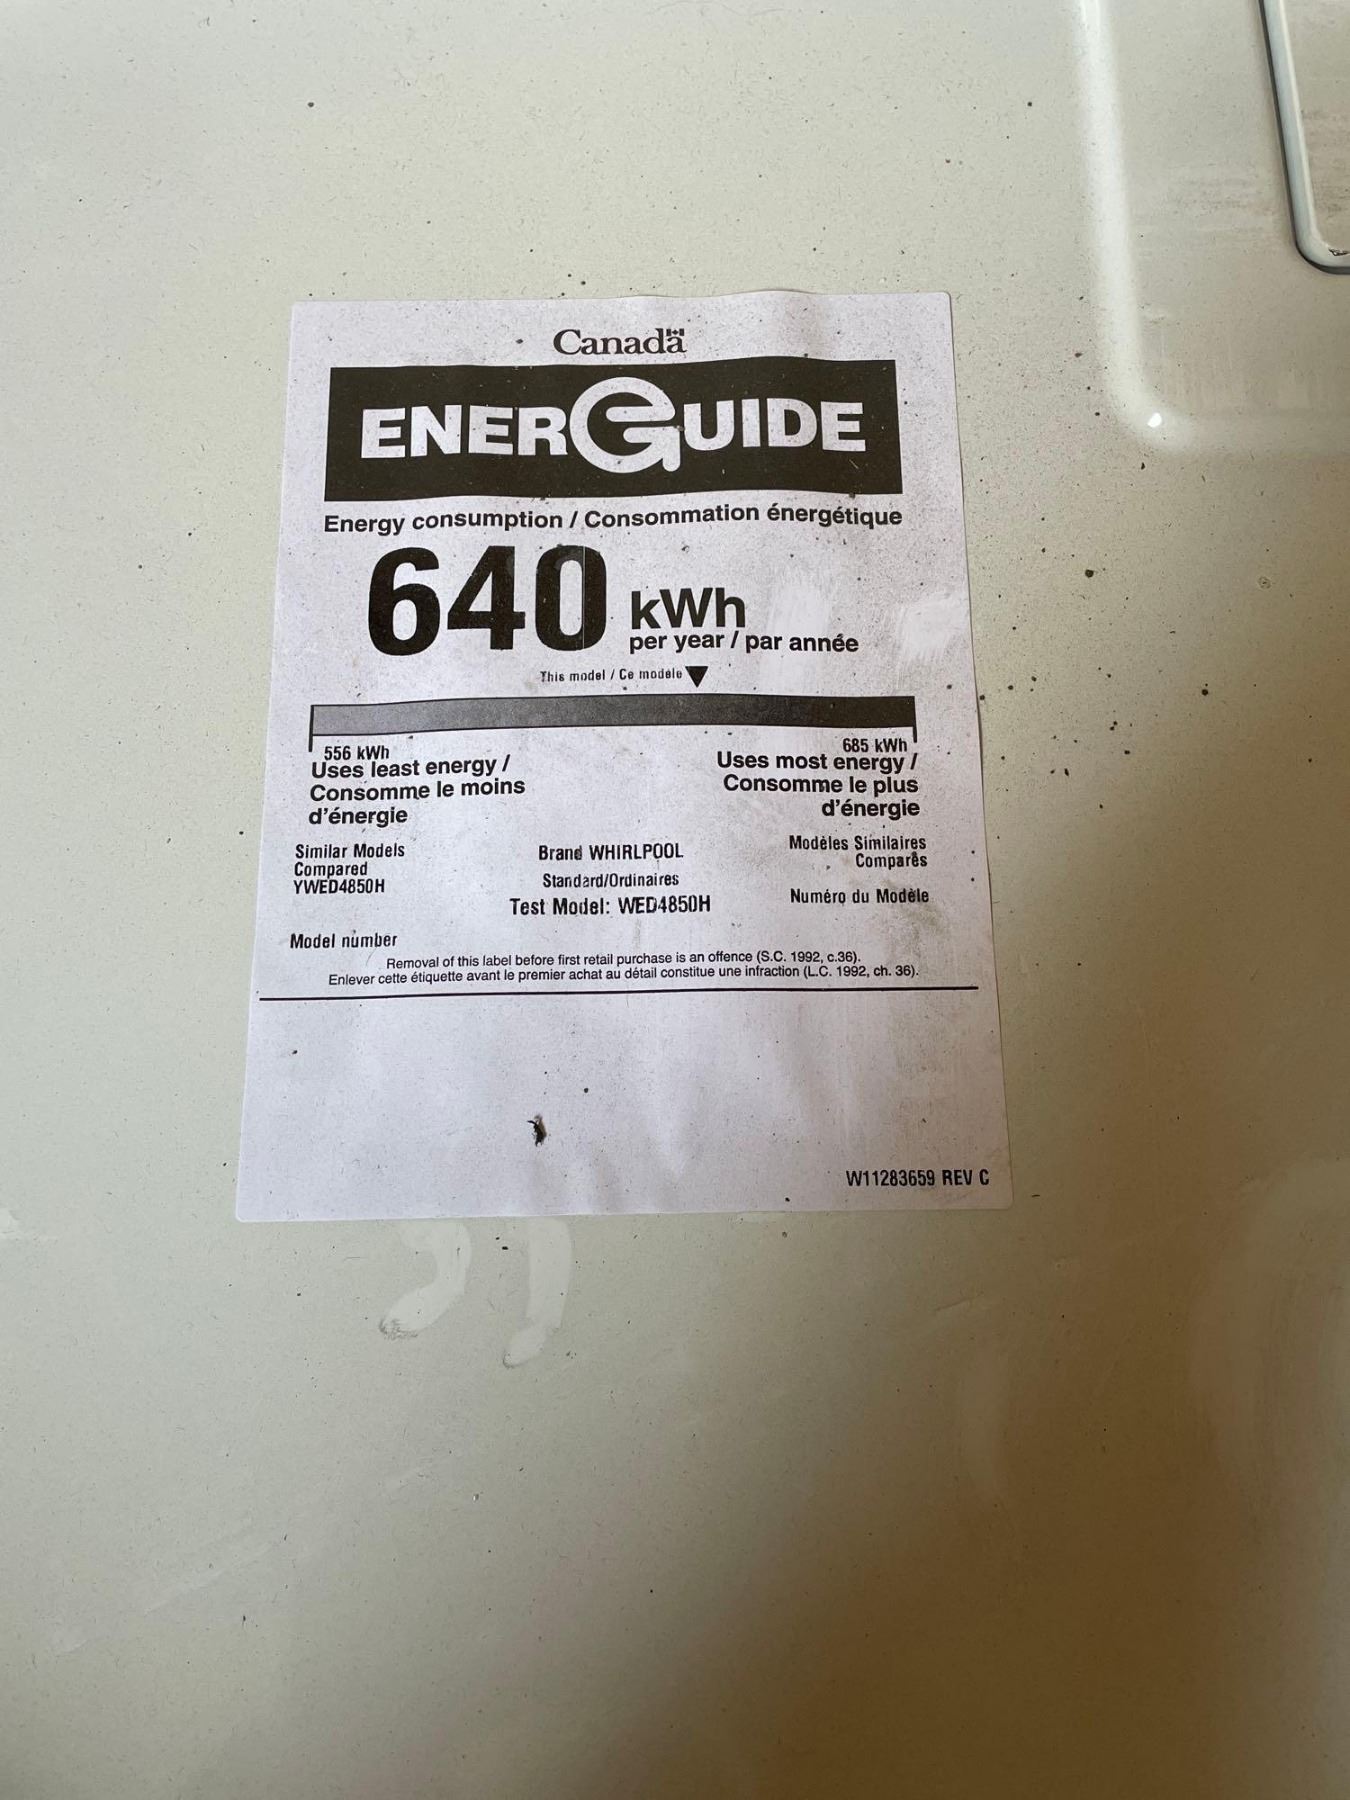 Canada
ENERGUIDE
Energy consumption / Consommation énergétique
640 kWh
per year / par année
This model / Ce modèle
556 kWh
Uses least energy /
Consomme le moins
d'énergie
685 kWh
Uses most energy /
Consomme le plus
d'énergie
Similar Models
Compared
YWED4850H
Brand WHIRLPOOL
Standard/Ordinaires
Test Model: WED4850H
Modèles Similaires
Comparés
Numéro du Modèle
Model number
Removal of this label before first retail purchase is an offence (S.C. 1992, c.36).
Enlever cette étiquette avant le premier achat au détail constitue une infraction (L.C. 1992, ch. 36).
W11283659 REV C